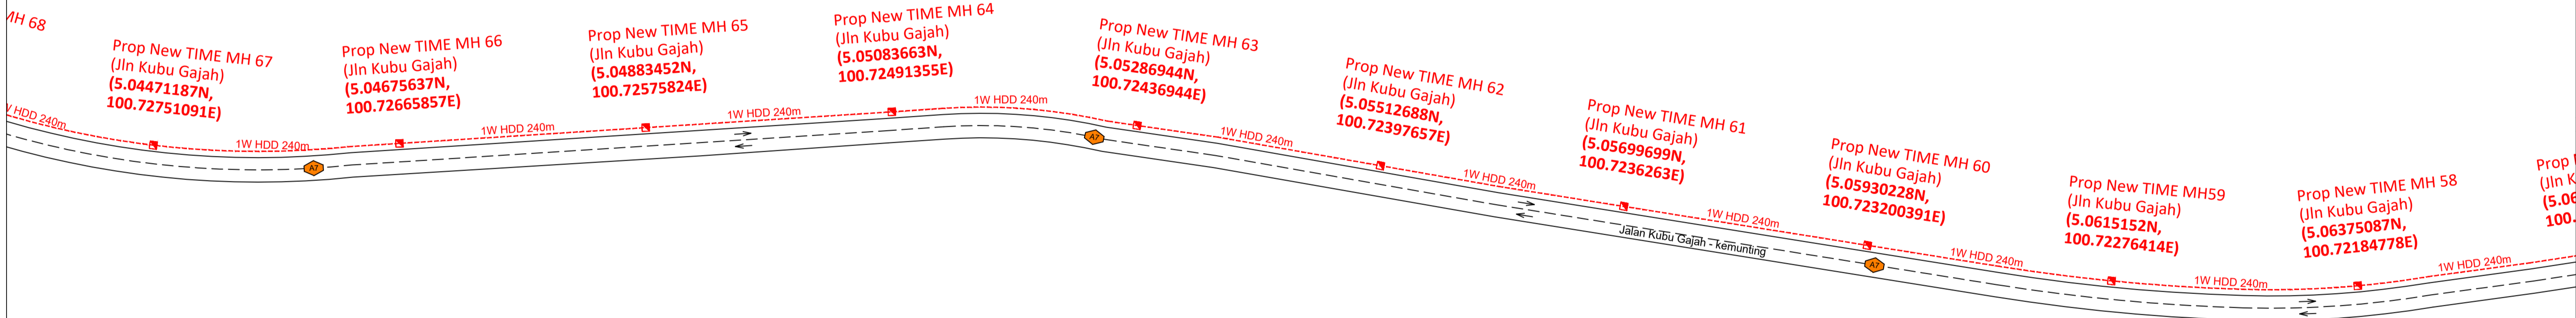 MH 68
Prop New TIME MH 67
(Jln Kubu Gajah)
(5.04471187N,
100.72751091E)
Prop New TIME MH 66
(Jln Kubu Gajah)
(5.04675637N,
100.72665857E)
Prop New TIME MH 65
(Jln Kubu Gajah)
(5.04883452N,
100.72575824E)
Prop New TIME MH 64
(Jln Kubu Gajah)
(5.05083663N,
100.72491355E)
Prop New TIME MH 63
(Jln Kubu Gajah)
(5.05286944N,
100.72436944E)
Prop New TIME MH 62
(Jln Kubu Gajah)
(5.05512688N,
100.72397657E)
Prop New TIME MH 61
(Jln Kubu Gajah)
(5.05699699N,
100.7236263E)
Prop New TIME MH 60
(Jln Kubu Gajah)
(5.05930228N,
100.723200391E)
Prop New TIME MH59
(Jln Kubu Gajah)
(5.0615152N,
100.72276414E)
Prop New TIME MH 58
(Jln Kubu Gajah)
(5.06375087N,
100.72184778E)
Prop
(Jln K
(5.06
100.
HDD 240m
1W HDD 240m
1W HDD 240m
1W HDD 240m
1W HDD 240m
1W HDD 240m
1W HDD 240m
1W HDD 240m
1W HDD 240m
1W HDD 240m
1W HDD 240m
A7
A7
A7
Jalan Kubu Gajah - kemunting